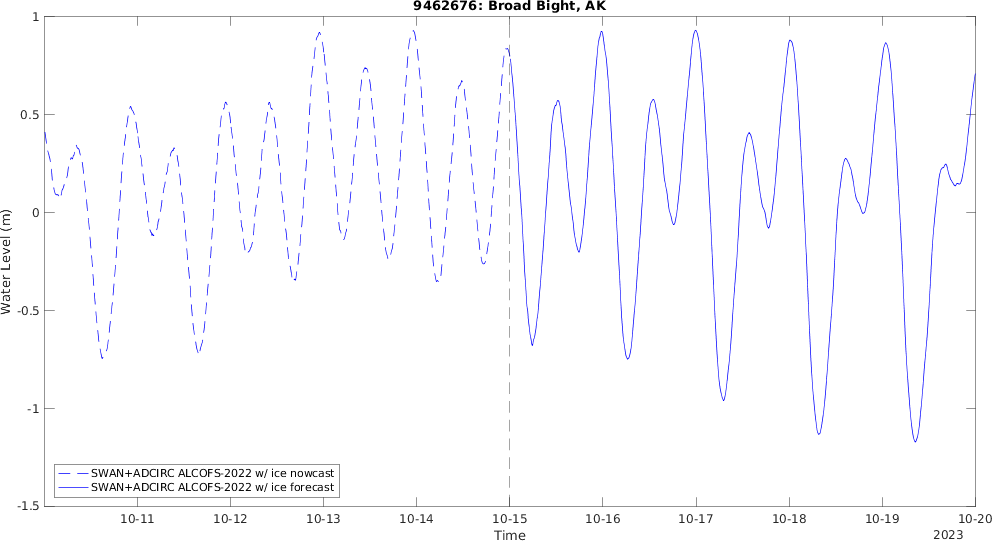 9462676: Broad Bight, AK
1
0.5
0
-0.5
-1
-1.5
Water Level (m)
SWAN+ADCIRC ALCOFS-2022 w/ ice nowcast
SWAN+ADCIRC ALCOFS-2022 w/ ice forecast
10-11 10-12 10-13 10-14 10-15 10-16 10-17 10-18 10-19 10-20
Time
2023